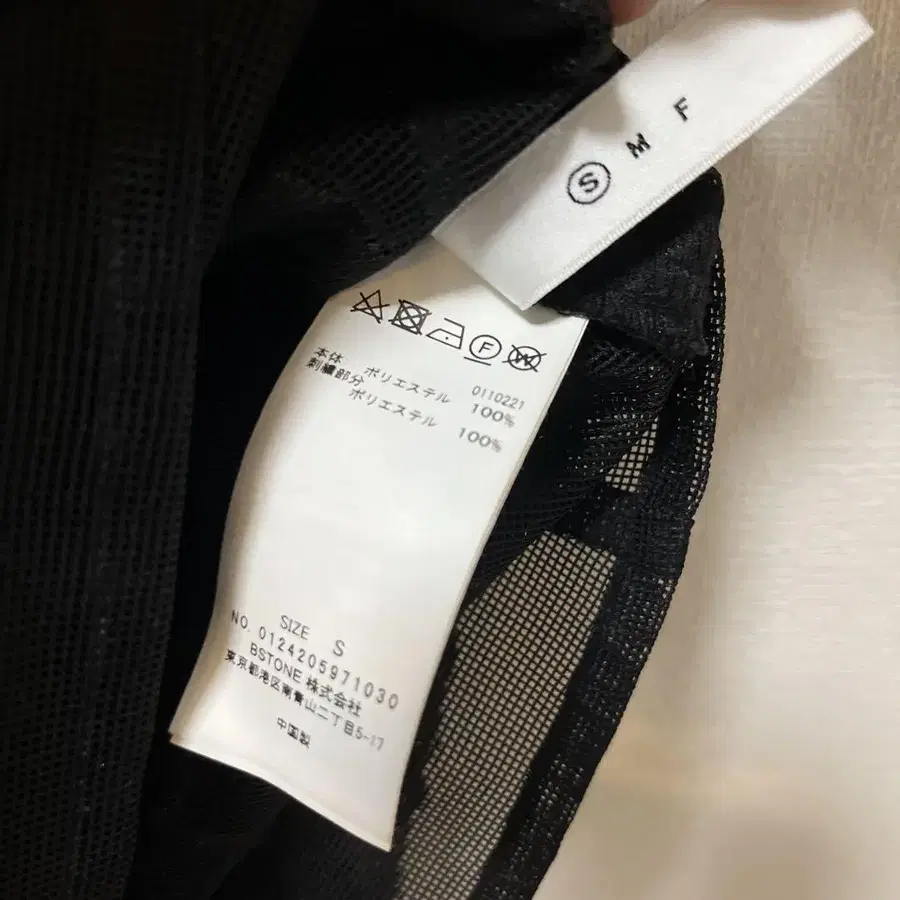 S M F
F W
0110221
本体 ポリエステル 100%
刺繍部分 ポリエステル 100%
SIZE S
NO. 0124205971030
BSTONE 株式会社
東京都港区南青山二丁目5-17
中国製